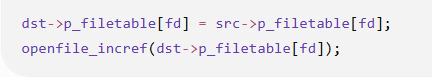 dst->p_filetable[fd] = src->p_filetable[fd];
openfile_incref(dst->p_filetable[fd]);